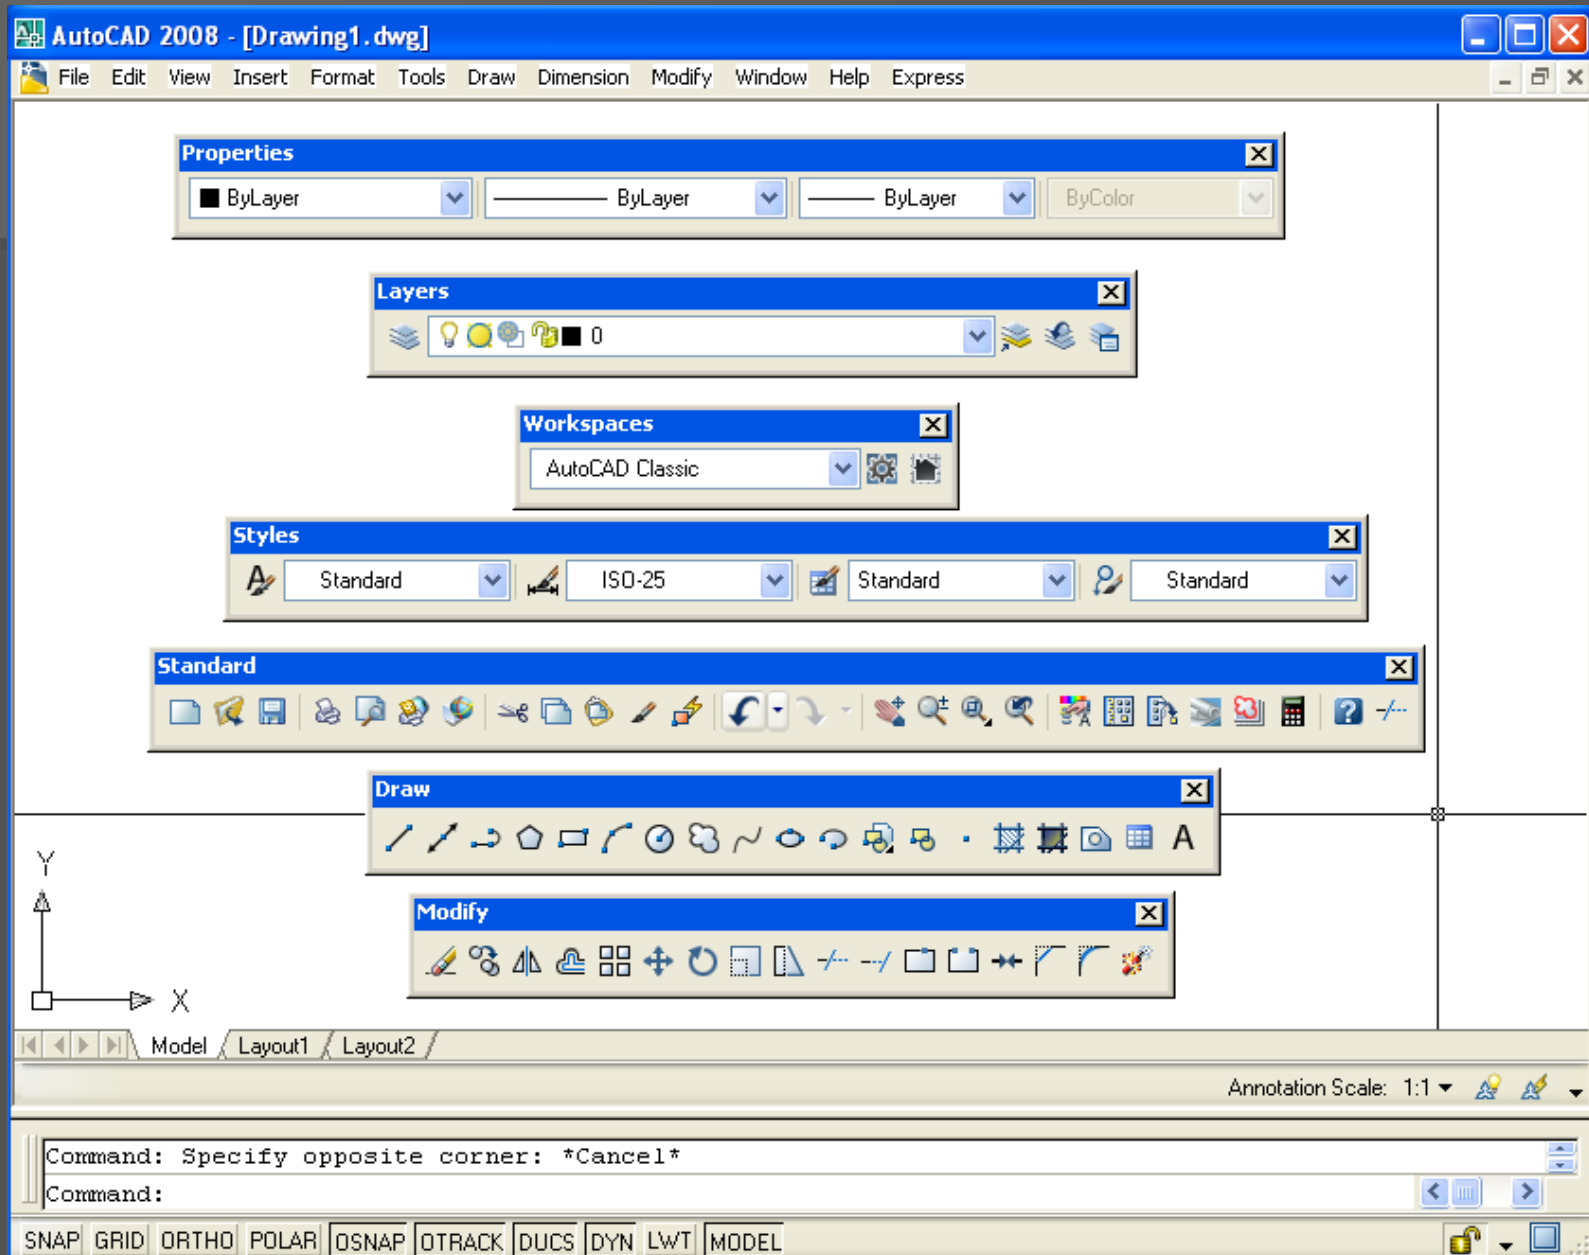 AutoCAD 2008 - [Drawing1.dwg]
File Edit View Insert Format Tools Draw Dimension Modify Window Help Express
Properties
ByLayer ByLayer ByLayer ByColor
Layers
0
Workspaces
AutoCAD Classic
Styles
Standard ISO-25 Standard Standard
Standard
Draw
A
Modify
Y
X
Model Layout1 Layout2
Annotation Scale: 1:1
Command: Specify opposite corner: *Cancel*
Command:
SNAP GRID ORTHO POLAR OSNAP OTRACK DUCS DYN LWT MODEL